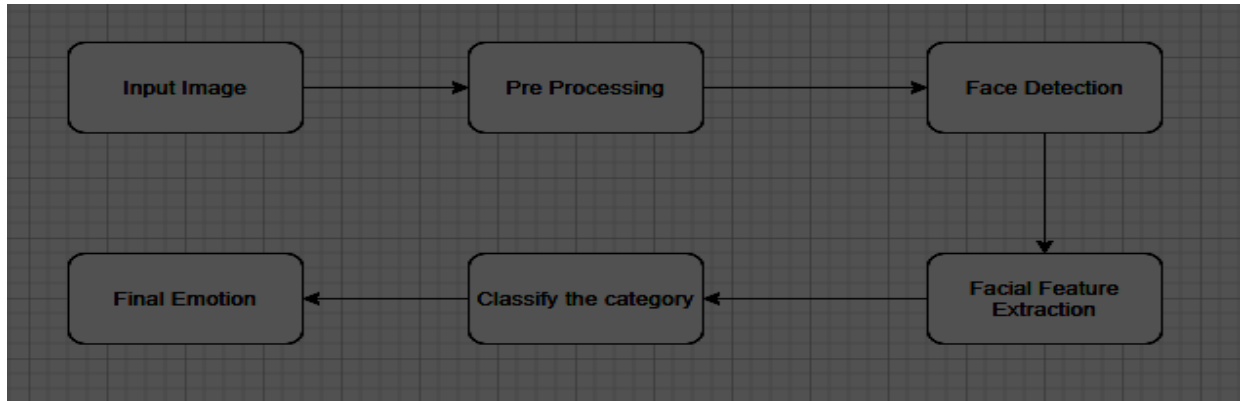 Input Image
Pre Processing
Face Detection
Facial Feature
Extraction
Classify the category
Final Emotion